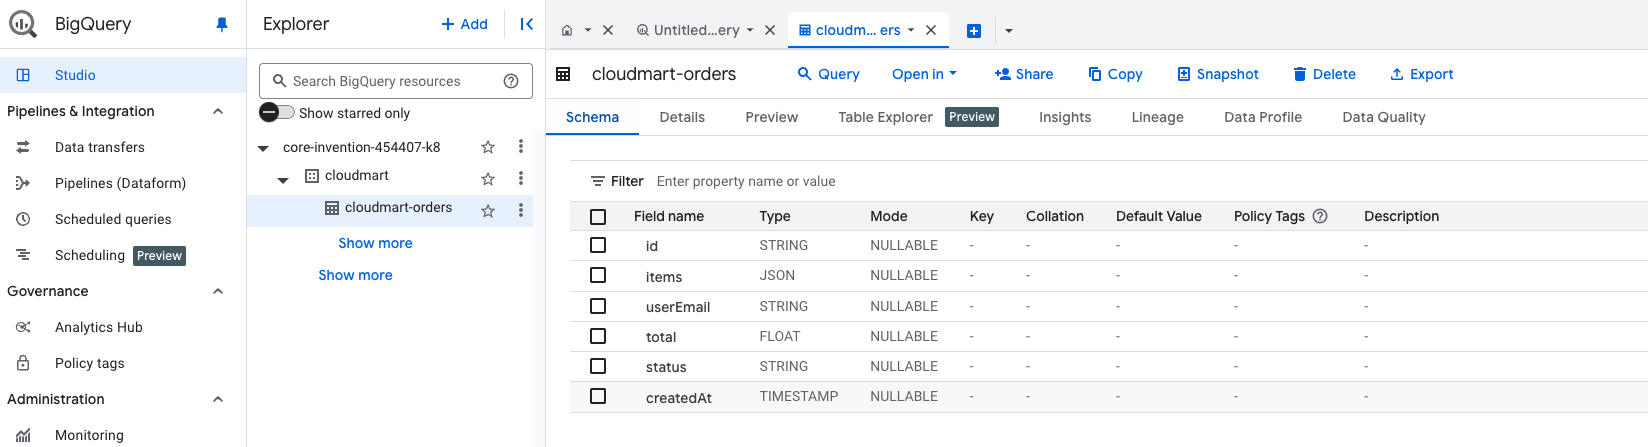 BigQuery
Studio
Pipelines & Integration
Data transfers
Pipelines (Dataform)
Scheduled queries
Scheduling Preview
Governance
Analytics Hub
Policy tags
Administration
Monitoring
Explorer
Add
Search BigQuery resources
Show starred only
core-invention-454407-k8
cloudmart
cloudmart-orders
Show more
Show more
Untitled...ery
cloudm... ers
cloudmart-orders
Query Open in Share Copy Snapshot Delete Export
Schema Details Preview Table Explorer Preview Insights Lineage Data Profile Data Quality
Filter Enter property name or value
Field name Type Mode Key Collation Default Value Policy Tags Description
id STRING NULLABLE - - - - -
items JSON NULLABLE - - - - -
userEmail STRING NULLABLE - - - - -
total FLOAT NULLABLE - - - - -
status STRING NULLABLE - - - - -
createdAt TIMESTAMP NULLABLE - - - - -